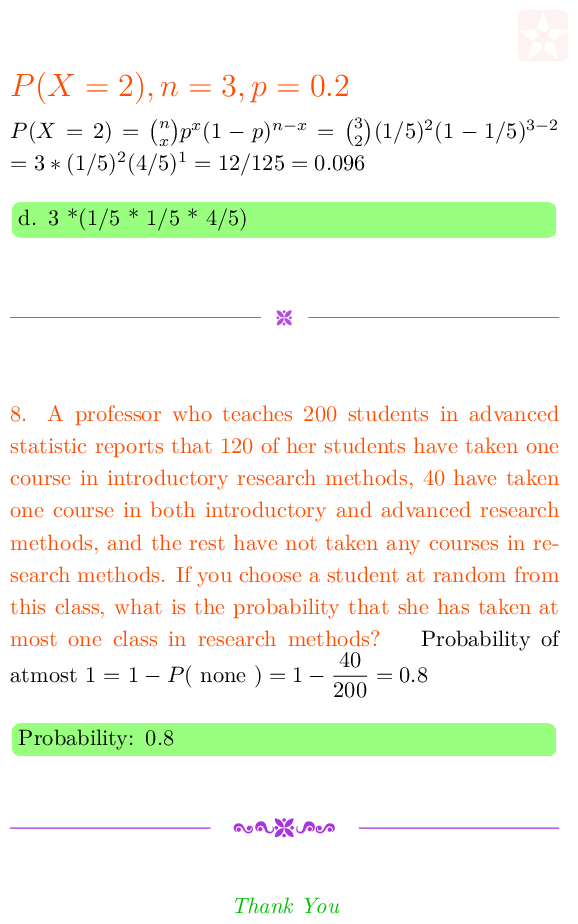 P(X = 2), n = 3, p = 0.2
P(X = 2) = \binom{n}{x}p^x(1 − p)^{n−x} = \binom{3}{2}(1/5)^2(1 − 1/5)^{3−2}
= 3 ∗ (1/5)^2(4/5)^1 = 12/125 = 0.096
d. 3 *(1/5 * 1/5 * 4/5)
8. A professor who teaches 200 students in advanced
statistic reports that 120 of her students have taken one
course in introductory research methods, 40 have taken
one course in both introductory and advanced research
methods, and the rest have not taken any courses in re-
search methods. If you choose a student at random from
this class, what is the probability that she has taken at
most one class in research methods? Probability of
atmost 1 = 1 − P( none ) = 1 − \frac{40}{200} = 0.8
Probability: 0.8
Thank You